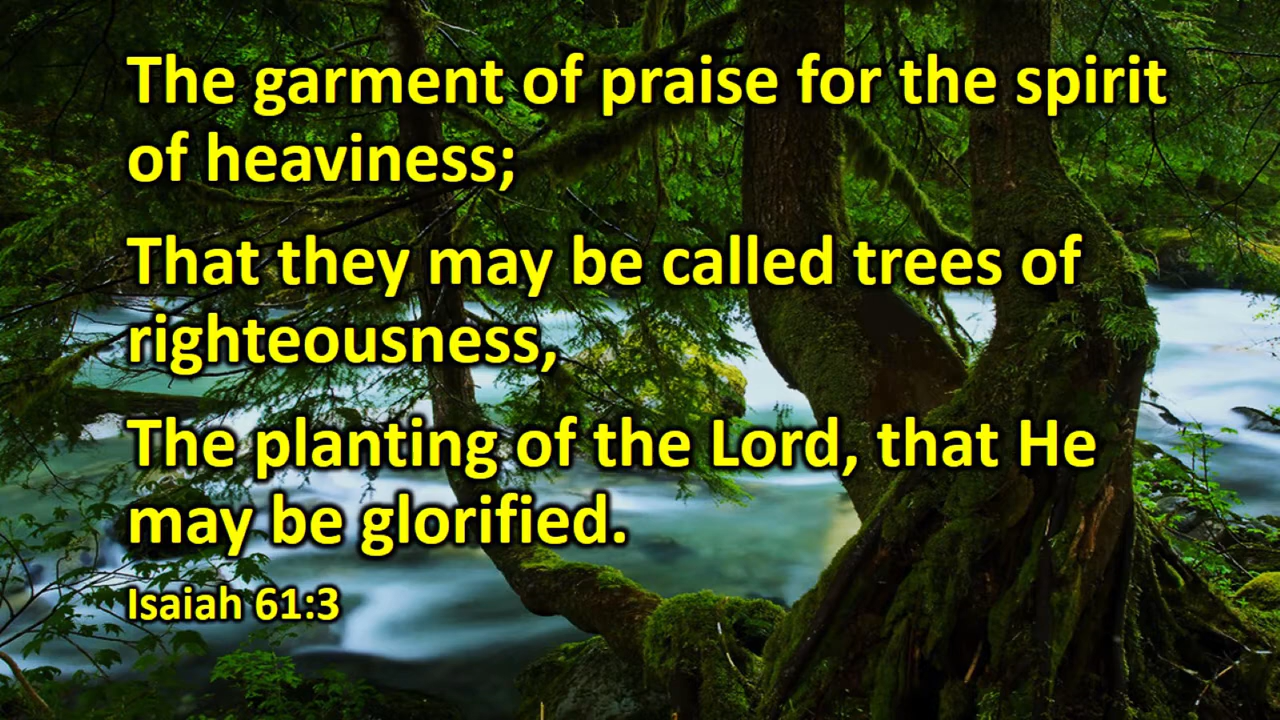 The garment of praise for the spirit
of heaviness;
That they may be called trees of
righteousness,
The planting of the Lord, that He
may be glorified.
Isaiah 61:3